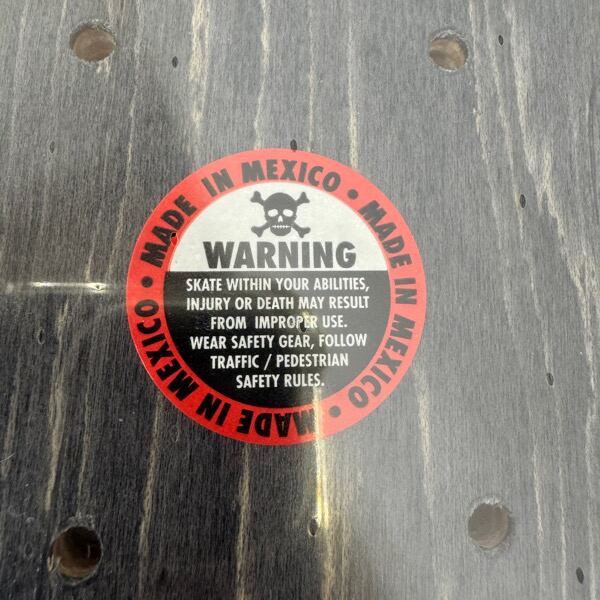 MADE IN MEXICO • MADE IN MEXICO • MADE IN MEXICO •
WARNING
SKATE WITHIN YOUR ABILITIES,
INJURY OR DEATH MAY RESULT
FROM IMPROPER USE.
WEAR SAFETY GEAR, FOLLOW
TRAFFIC / PEDESTRIAN
SAFETY RULES.